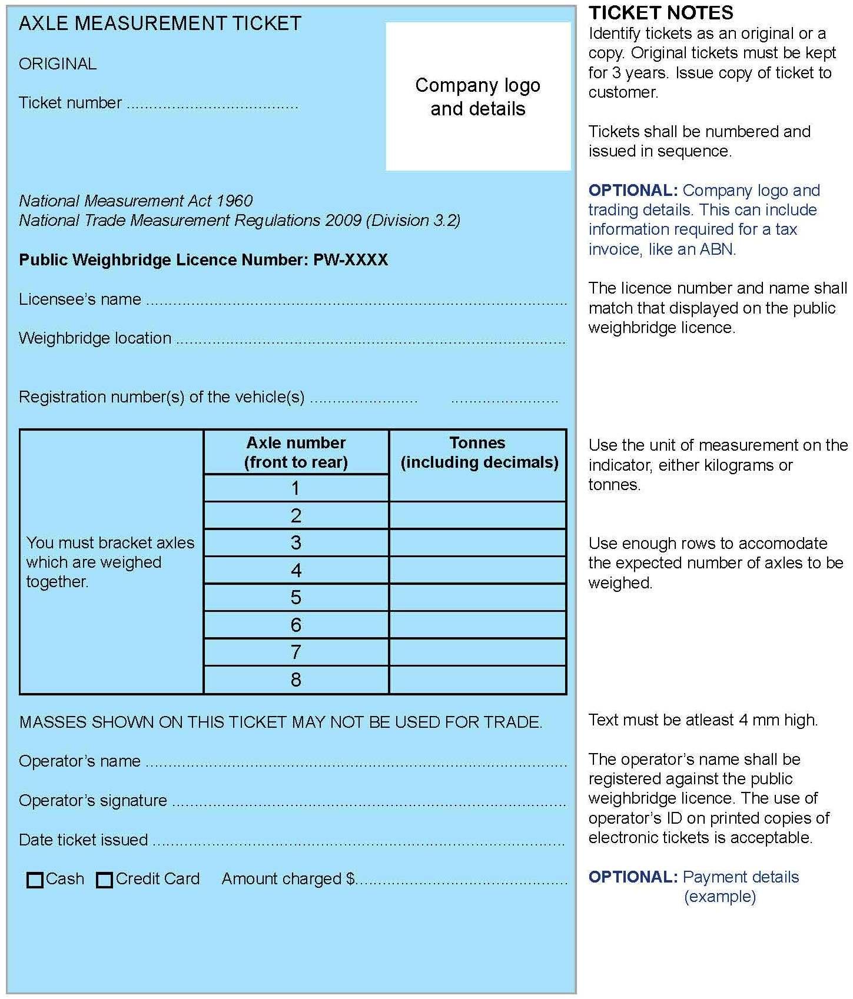 AXLE MEASUREMENT TICKET
ORIGINAL
Ticket number ......................................
Company logo
and details
National Measurement Act 1960
National Trade Measurement Regulations 2009 (Division 3.2)
Public Weighbridge Licence Number: PW-XXXX
Licensee’s name ..............................................................................................
Weighbridge location .......................................................................................
Registration number(s) of the vehicle(s) ........................ ........................
You must bracket axles
which are weighed
together.
Axle number
(front to rear)
Tonnes
(including decimals)
1
2
3
4
5
6
7
8
MASSES SHOWN ON THIS TICKET MAY NOT BE USED FOR TRADE.
Operator’s name ..............................................................................................
Operator’s signature ........................................................................................
Date ticket issued ............................................................................................
Cash Credit Card Amount charged $...............................................
TICKET NOTES
Identify tickets as an original or a
copy. Original tickets must be kept
for 3 years. Issue copy of ticket to
customer.
Tickets shall be numbered and
issued in sequence.
OPTIONAL: Company logo and
trading details. This can include
information required for a tax
invoice, like an ABN.
The licence number and name shall
match that displayed on the public
weighbridge licence.
Use the unit of measurement on the
indicator, either kilograms or
tonnes.
Use enough rows to accomodate
the expected number of axles to be
weighed.
Text must be atleast 4 mm high.
The operator’s name shall be
registered against the public
weighbridge licence. The use of
operator’s ID on printed copies of
electronic tickets is acceptable.
OPTIONAL: Payment details
(example)